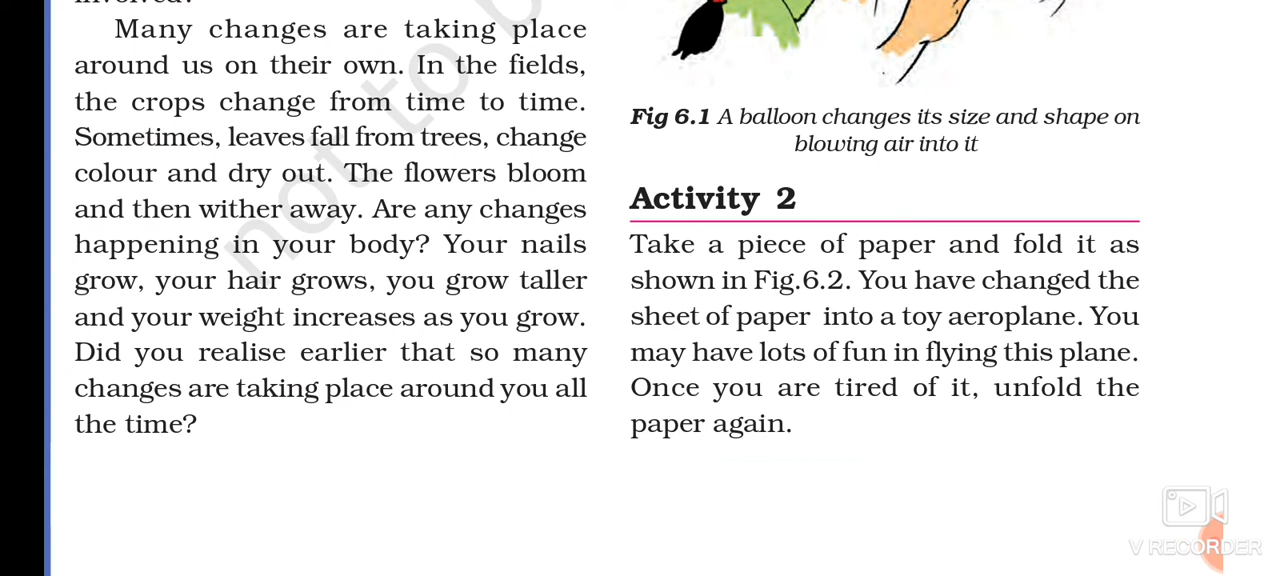 involved?
Many changes are taking place
around us on their own. In the fields,
the crops change from time to time.
Sometimes, leaves fall from trees, change
colour and dry out. The flowers bloom
and then wither away. Are any changes
happening in your body? Your nails
grow, your hair grows, you grow taller
and your weight increases as you grow.
Did you realise earlier that so many
changes are taking place around you all
the time?
not to b
Fig 6.1 A balloon changes its size and shape on
blowing air into it
Activity 2
Take a piece of paper and fold it as
shown in Fig.6.2. You have changed the
sheet of paper into a toy aeroplane. You
may have lots of fun in flying this plane.
Once you are tired of it, unfold the
paper again.
V RECORDER